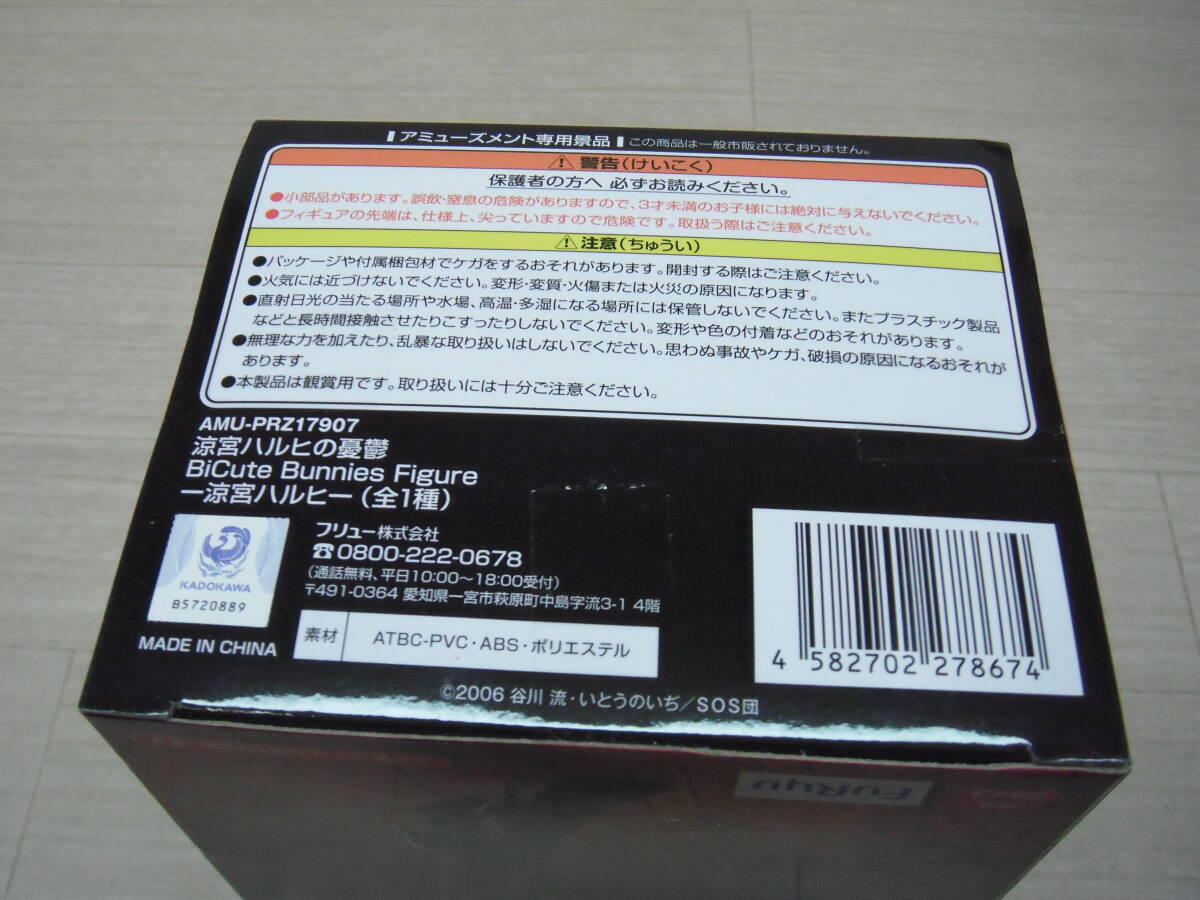 アミューズメント専用景品 この商品は一般市販されておりません。
⚠警告(けいこく)
保護者の方へ 必ずお読みください。
●小部品があります。誤飲・窒息の危険がありますので、3才未満のお子様には絶対に与えないでください。
●フィギュアの先端は、仕様上、尖っていますので危険です。取扱う際はご注意ください。
⚠注意(ちゅうい)
●パッケージや付属梱包材でケガをするおそれがあります。開封する際はご注意ください。
●火気には近づけないでください。変形・変質・火傷または火災の原因になります。
●直射日光の当たる場所や水場、高温・多湿になる場所には保管しないでください。またプラスチック製品
などと長時間接触させたりこすったりしないでください。変形や色の付着などのおそれがあります。
●無理な力を加えたり、乱暴な取り扱いはしないでください。思わぬ事故やケガ、破損の原因になるおそれが
あります。
●本製品は観賞用です。取り扱いには十分ご注意ください。
AMU-PRZ17907
涼宮ハルヒの憂鬱
BiCute Bunnies Figure
ー涼宮ハルヒー(全1種)
フリュー株式会社
☎0800-222-0678
(通話無料、平日10:00～18:00受付)
〒491-0364 愛知県一宮市萩原町中島字流3-1 4階
KADOKAWA
B5720889
MADE IN CHINA
素材 ATBC-PVC・ABS・ポリエステル
4 582702 278674
©2006 谷川 流・いとうのいぢ/SOS団
FuRyu